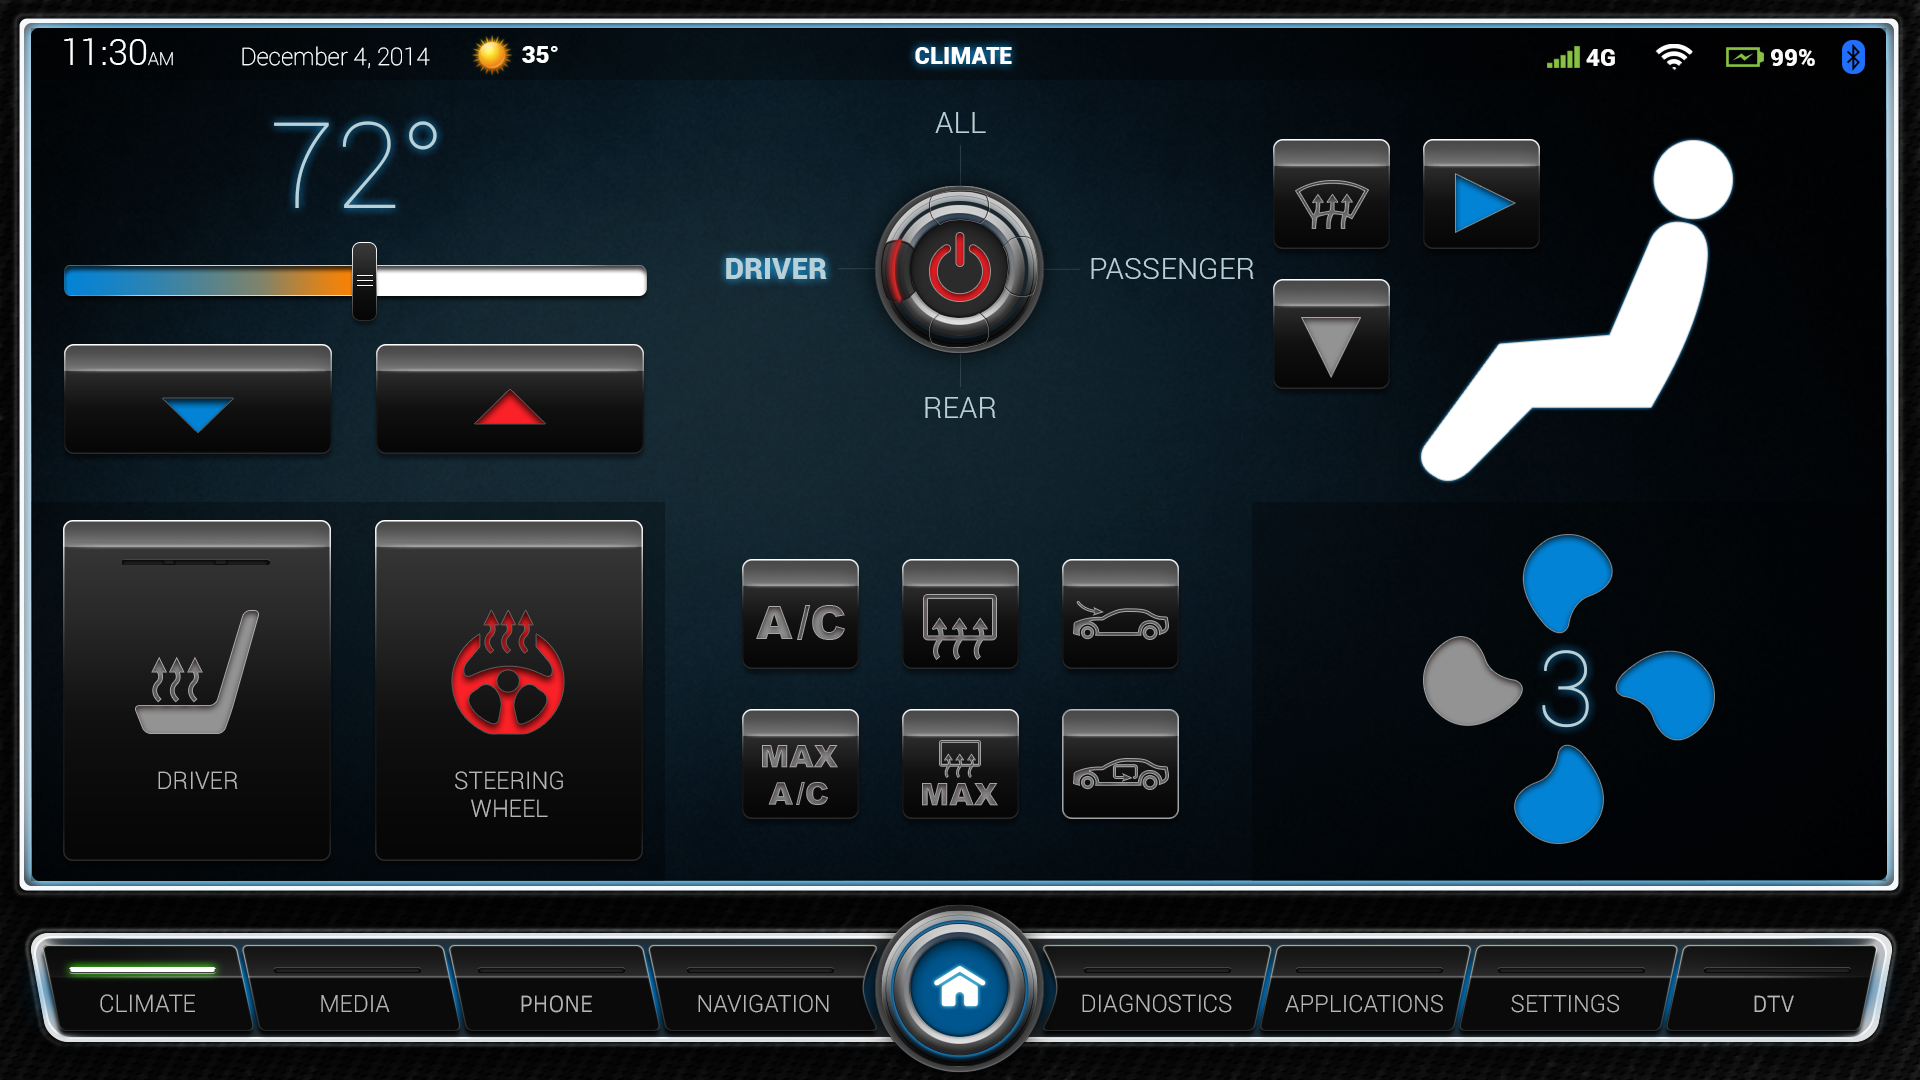 11:30AM
December 4, 2014
35°
CLIMATE
4G
99%
72°
ALL
DRIVER
PASSENGER
REAR
DRIVER
STEERING
WHEEL
A/C
MAX
A/C
MAX
3
CLIMATE
MEDIA
PHONE
NAVIGATION
DIAGNOSTICS
APPLICATIONS
SETTINGS
DTV